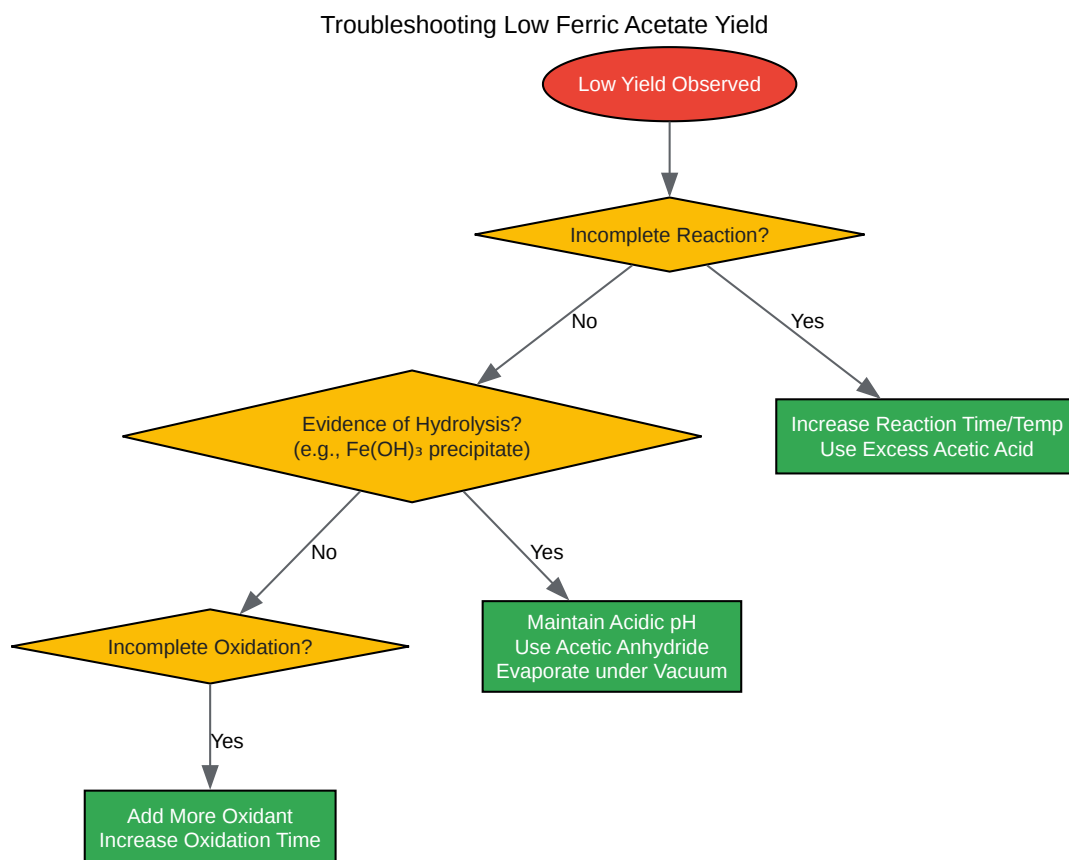 Troubleshooting Low Ferric Acetate Yield
Low Yield Observed
Incomplete Reaction?
No
Yes
Evidence of Hydrolysis?
(e.g., Fe(OH)₃ precipitate)
Increase Reaction Time/Temp
Use Excess Acetic Acid
No
Yes
Incomplete Oxidation?
Maintain Acidic pH
Use Acetic Anhydride
Evaporate under Vacuum
Yes
Add More Oxidant
Increase Oxidation Time